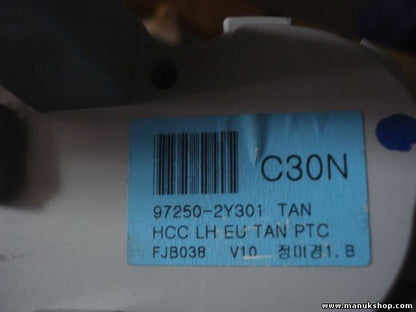 C30N
97250-2Y301 TAN
HCC LH EU TAN PTC
FJB038 V10 정미경1. B
www.manukshop.com